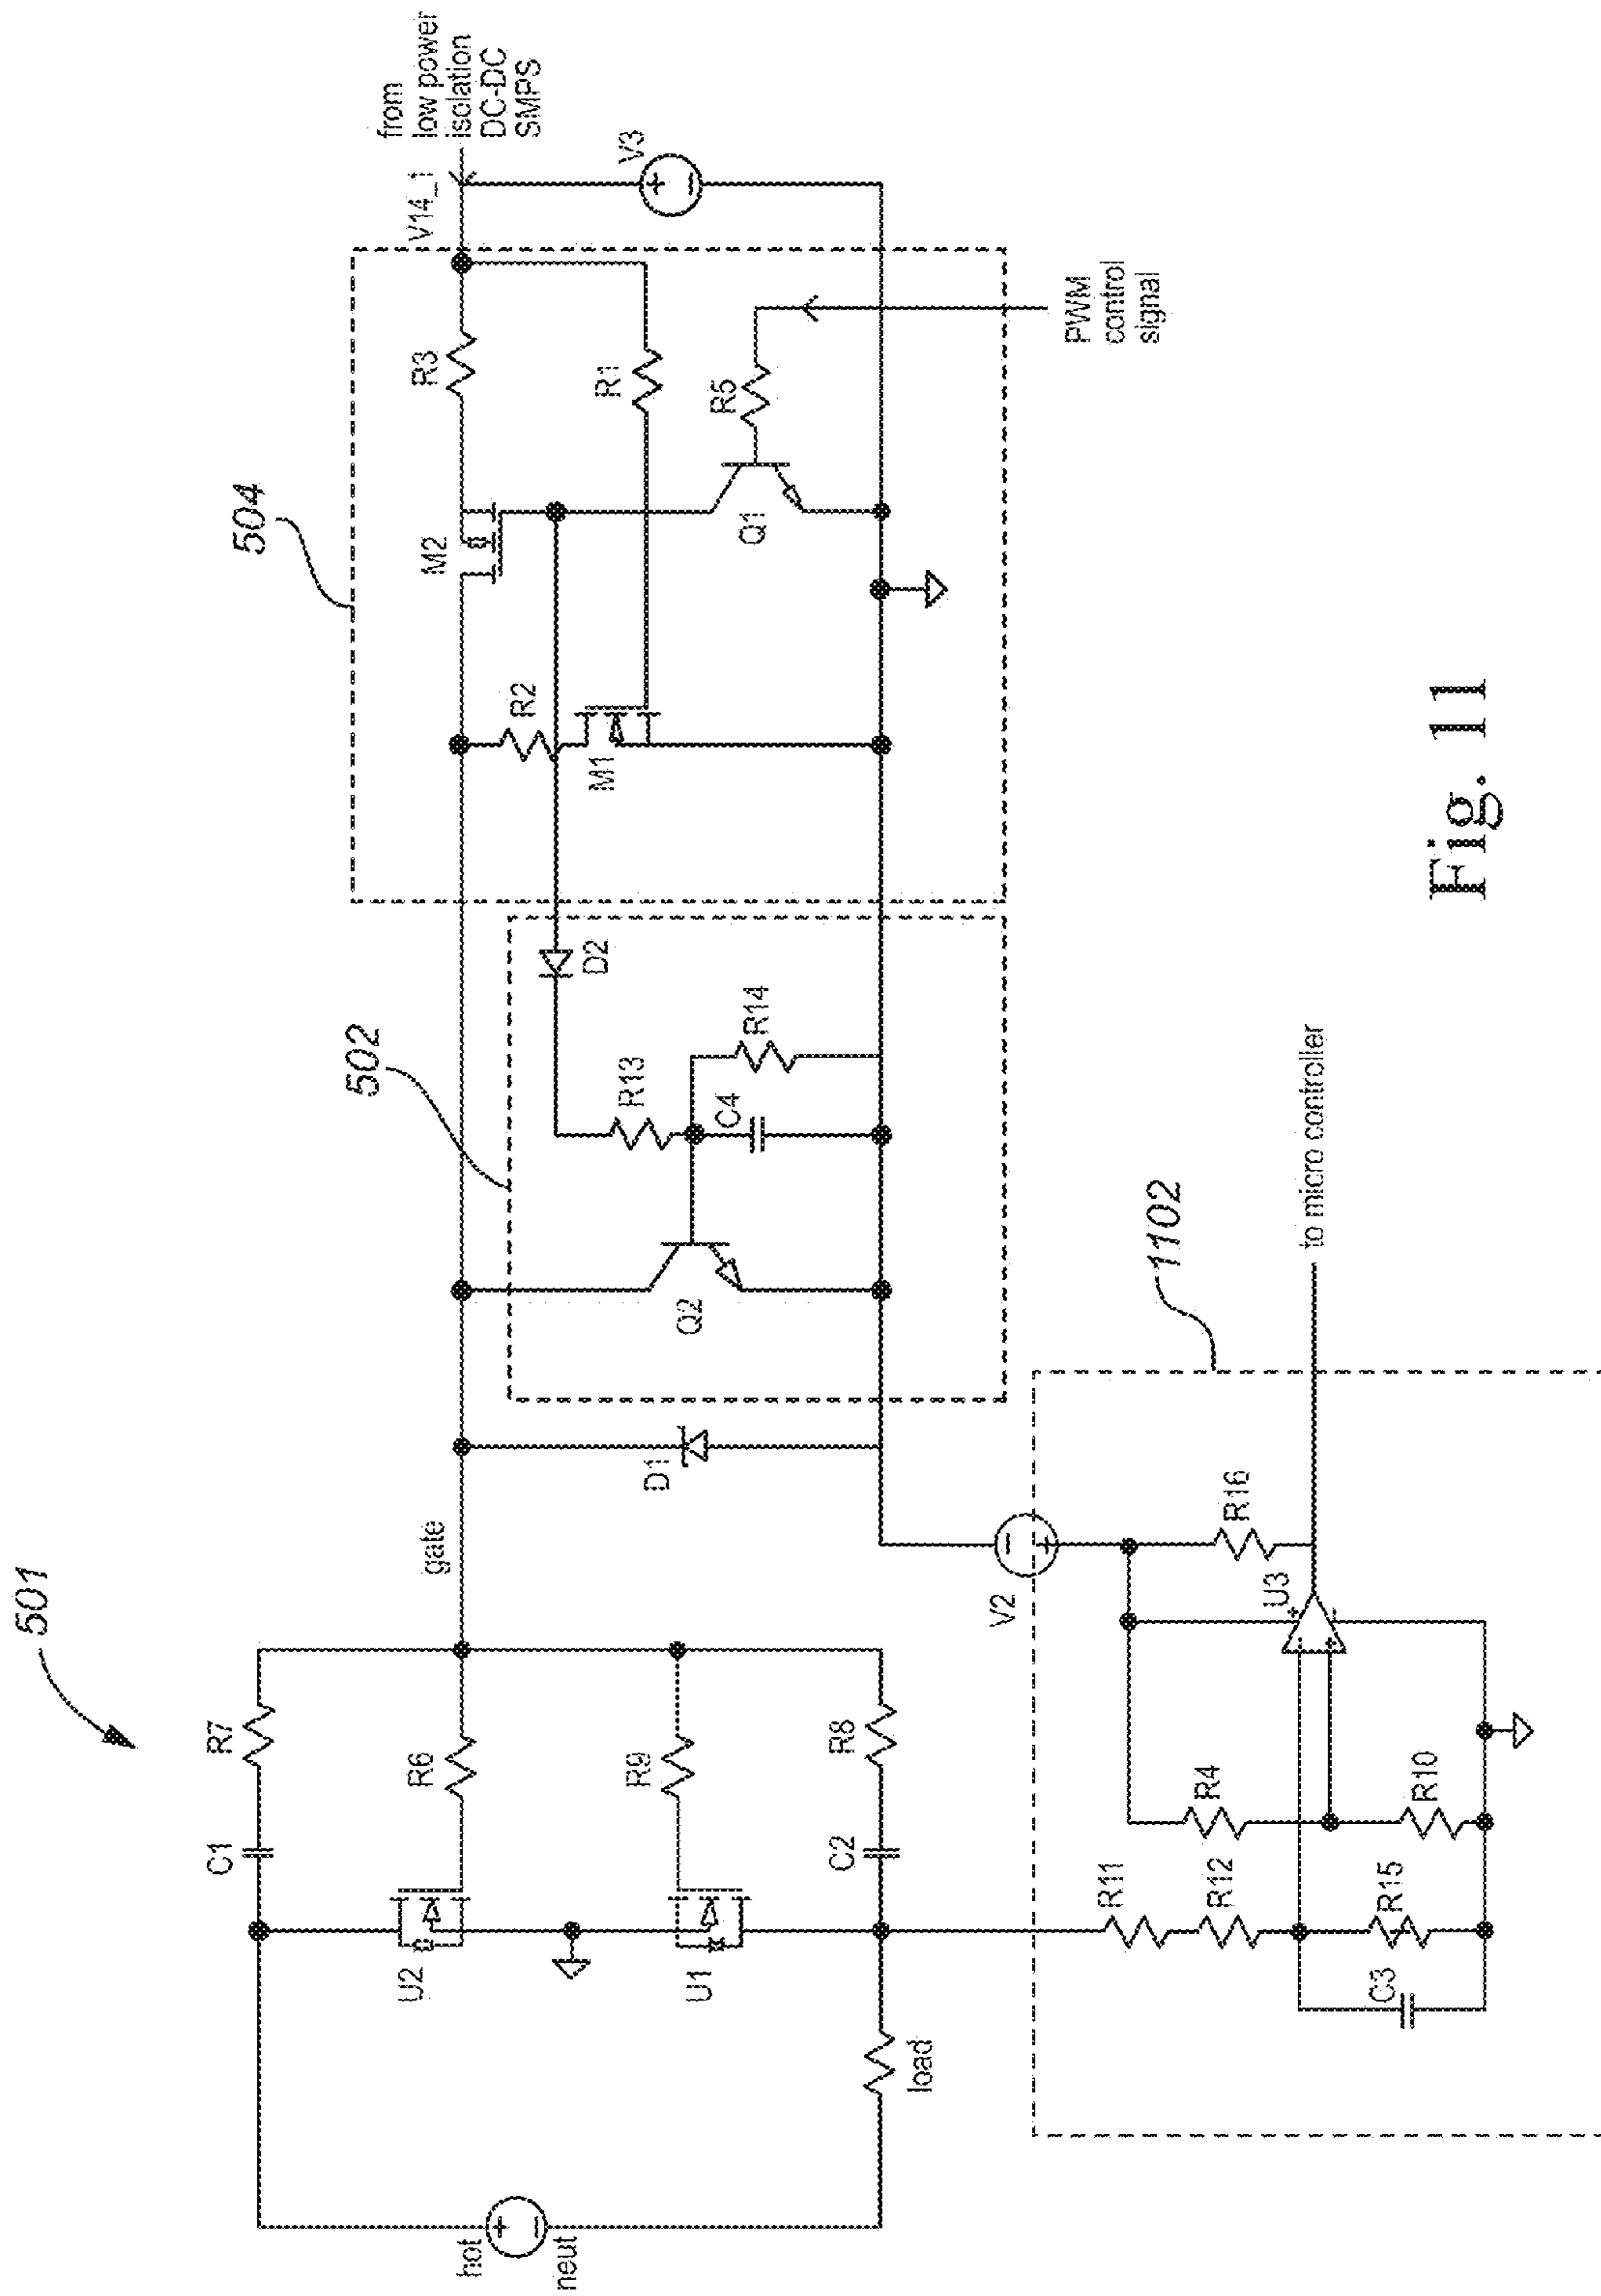 501
504
502
1102
from
low power
isolation
DC-DC
SMPS
V14_1
V3
R3
R1
R5
M2
Q1
R2
M1
PWM
control
signal
D2
R13
R14
C4
Q2
D1
gate
R7
R6
R9
R8
C1
C2
U2
U1
load
hot
neut
V2
R16
U3
R4
R10
R11
R12
R15
C3
to micro controller
Fig. 11